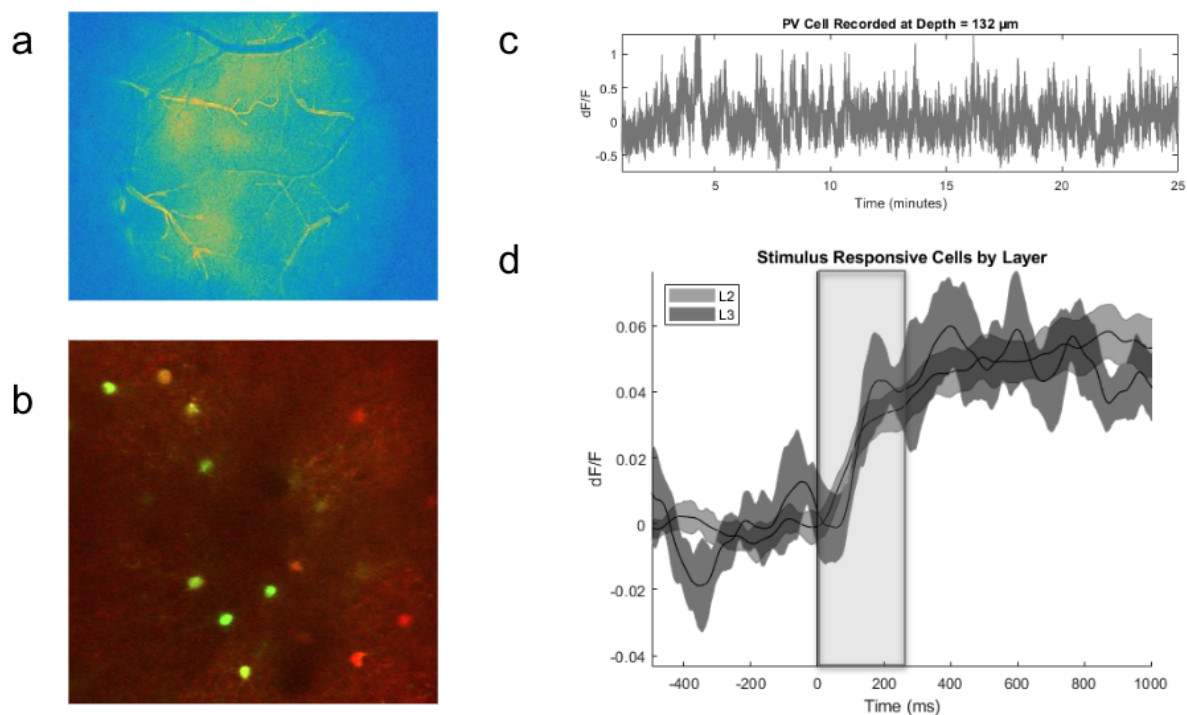 a
b
c
PV Cell Recorded at Depth = 132 µm
dF/F
1
0.5
0
-0.5
5
10
15
20
25
Time (minutes)
d
Stimulus Responsive Cells by Layer
L2
L3
dF/F
0.06
0.04
0.02
0
-0.02
-0.04
-400
-200
0
200
400
600
800
1000
Time (ms)